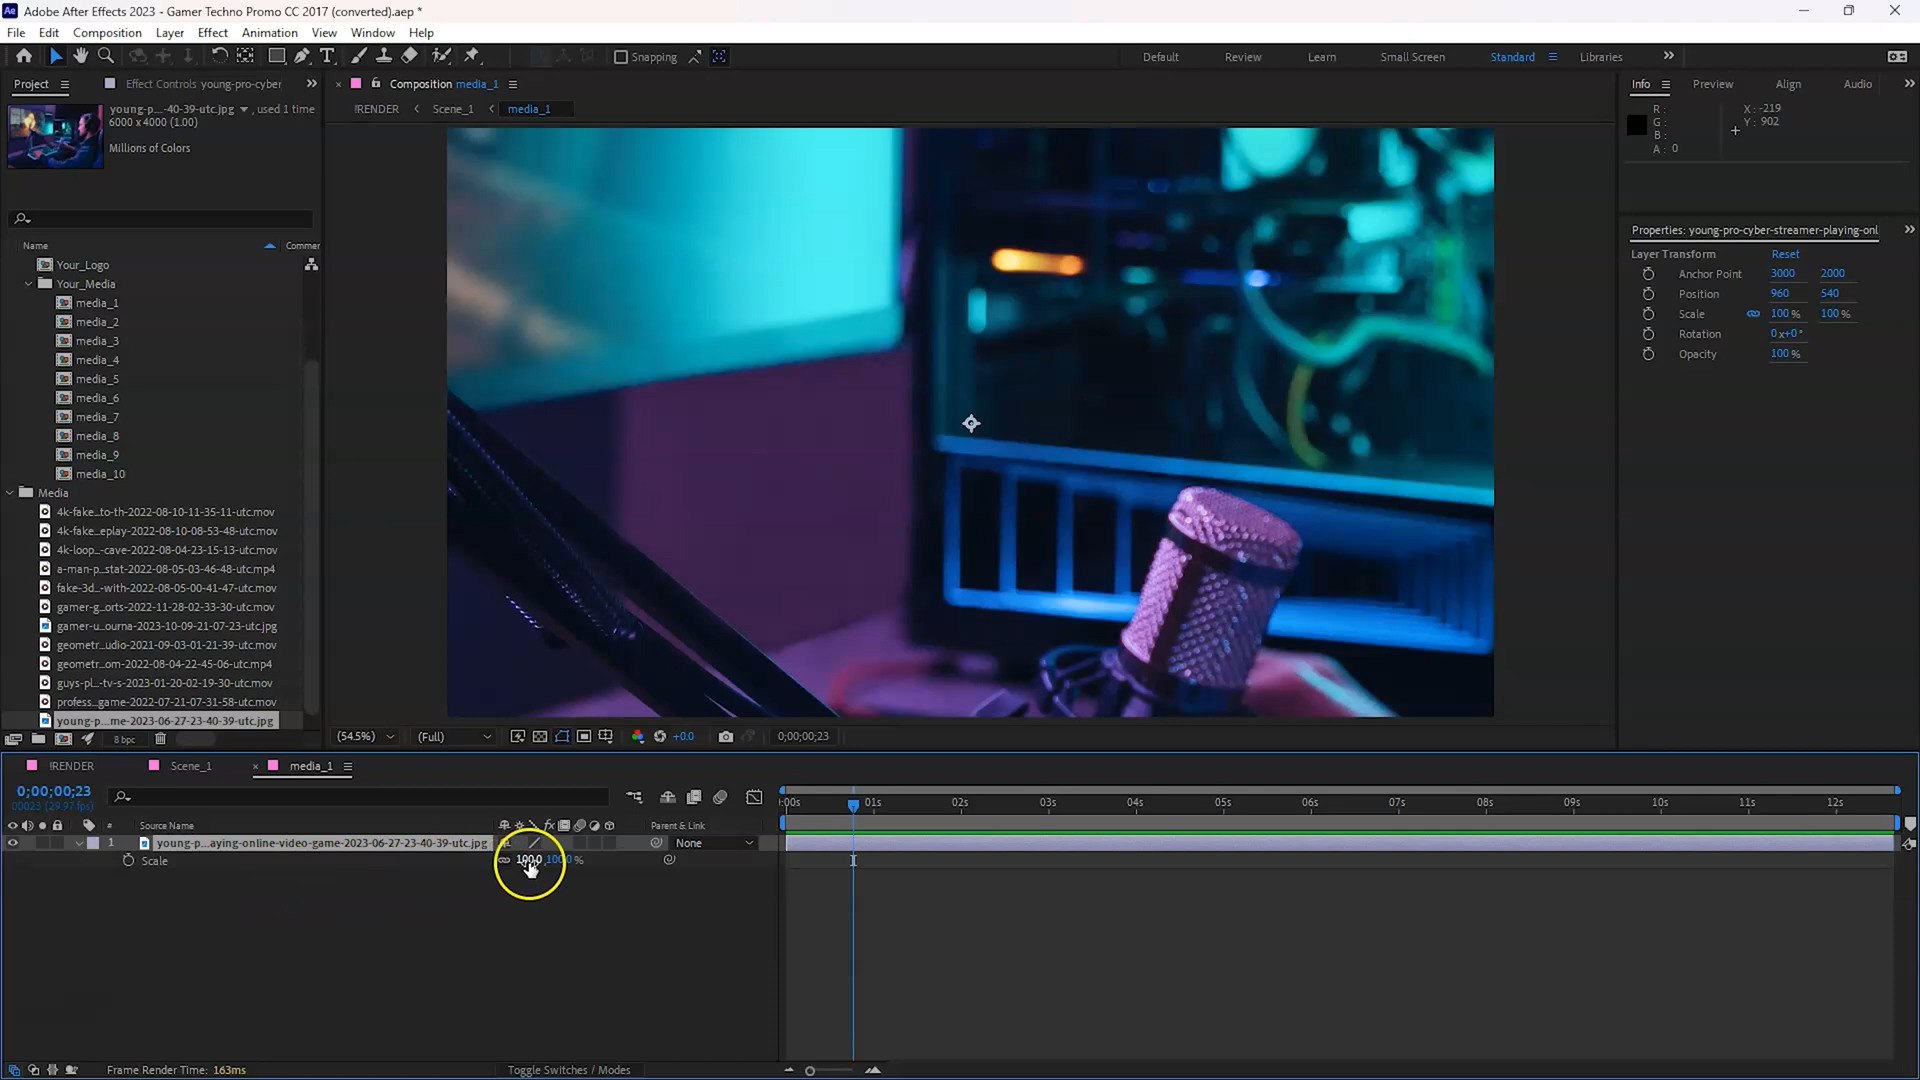 Adobe After Effects 2023 - Gamer Techno Promo CC 2017 (converted).aep *
File Edit Composition Layer Effect Animation View Window Help
Snapping
Default Review Learn Small Screen Standard Libraries
Project Effect Controls young-pro-cyber
Composition media_1
Info Preview Align Audio
young-p...-40-39-utc.jpg , used 1 time
6000 x 4000 (1.00)
Millions of Colors
!RENDER Scene_1 media_1
R :
G :
B :
A : 0
X: -219
Y: 902
Name Commer
Your_Logo
Your_Media
media_1
media_2
media_3
media_4
media_5
media_6
media_7
media_8
media_9
media_10
Media
4k-fake...to-th-2022-08-10-11-35-11-utc.mov
4k-fake...eplay-2022-08-10-08-53-48-utc.mov
4k-loop...-cave-2022-08-04-23-15-13-utc.mov
a-man-p...stat-2022-08-05-03-46-48-utc.mp4
fake-3d...-with-2022-08-05-00-41-47-utc.mov
gamer-g...orts-2022-11-28-02-33-30-utc.mov
gamer-u...ourna-2023-10-09-21-07-23-utc.jpg
geometr...udio-2021-09-03-01-21-39-utc.mov
geometr...om-2022-08-04-22-45-06-utc.mp4
guys-pl...-tv-s-2023-01-20-02-19-30-utc.mov
profess...game-2022-07-21-07-31-58-utc.mov
young-p...me-2023-06-27-23-40-39-utc.jpg
8 bpc
Properties: young-pro-cyber-streamer-playing-onl
Layer Transform Reset
Anchor Point 3000 2000
Position 960 540
Scale 100 % 100 %
Rotation 0x+0°
Opacity 100 %
(54.5%) (Full) +0.0 0;00;00;23
!RENDER Scene_1 media_1
0;00;00;23
00023 (29.97 fps)
:00s 01s 02s 03s 04s 05s 06s 07s 08s 09s 10s 11s 12s
# Source Name Parent & Link
1 young-p...aying-online-video-game-2023-06-27-23-40-39-utc.jpg None
Scale 100.0 ,100.0 %
Frame Render Time: 163ms Toggle Switches / Modes